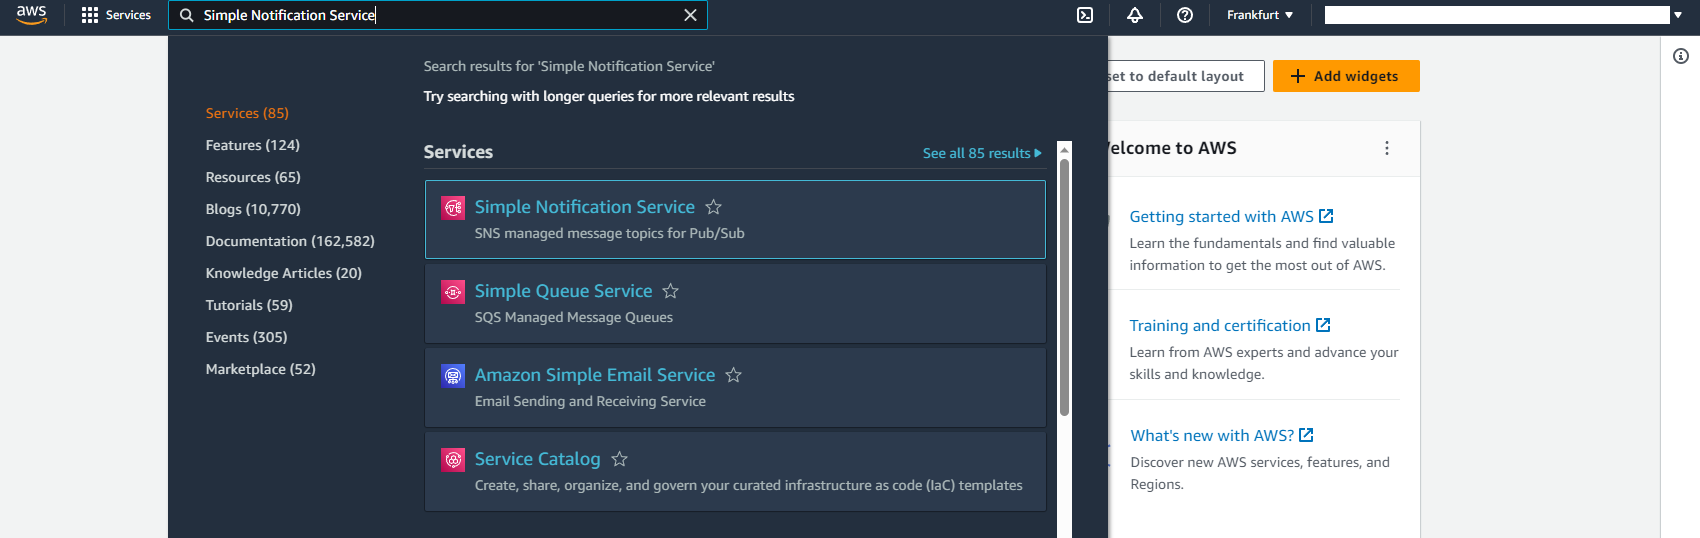 aws
Services
Simple Notification Service
Frankfurt
Search results for 'Simple Notification Service'
Try searching with longer queries for more relevant results
Services (85)
Features (124)
Resources (65)
Blogs (10,770)
Documentation (162,582)
Knowledge Articles (20)
Tutorials (59)
Events (305)
Marketplace (52)
Services
See all 85 results
Simple Notification Service
SNS managed message topics for Pub/Sub
Simple Queue Service
SQS Managed Message Queues
Amazon Simple Email Service
Email Sending and Receiving Service
Service Catalog
Create, share, organize, and govern your curated infrastructure as code (IaC) templates
set to default layout
Add widgets
elcome to AWS
Getting started with AWS
Learn the fundamentals and find valuable
information to get the most out of AWS.
Training and certification
Learn from AWS experts and advance your
skills and knowledge.
What's new with AWS?
Discover new AWS services, features, and
Regions.